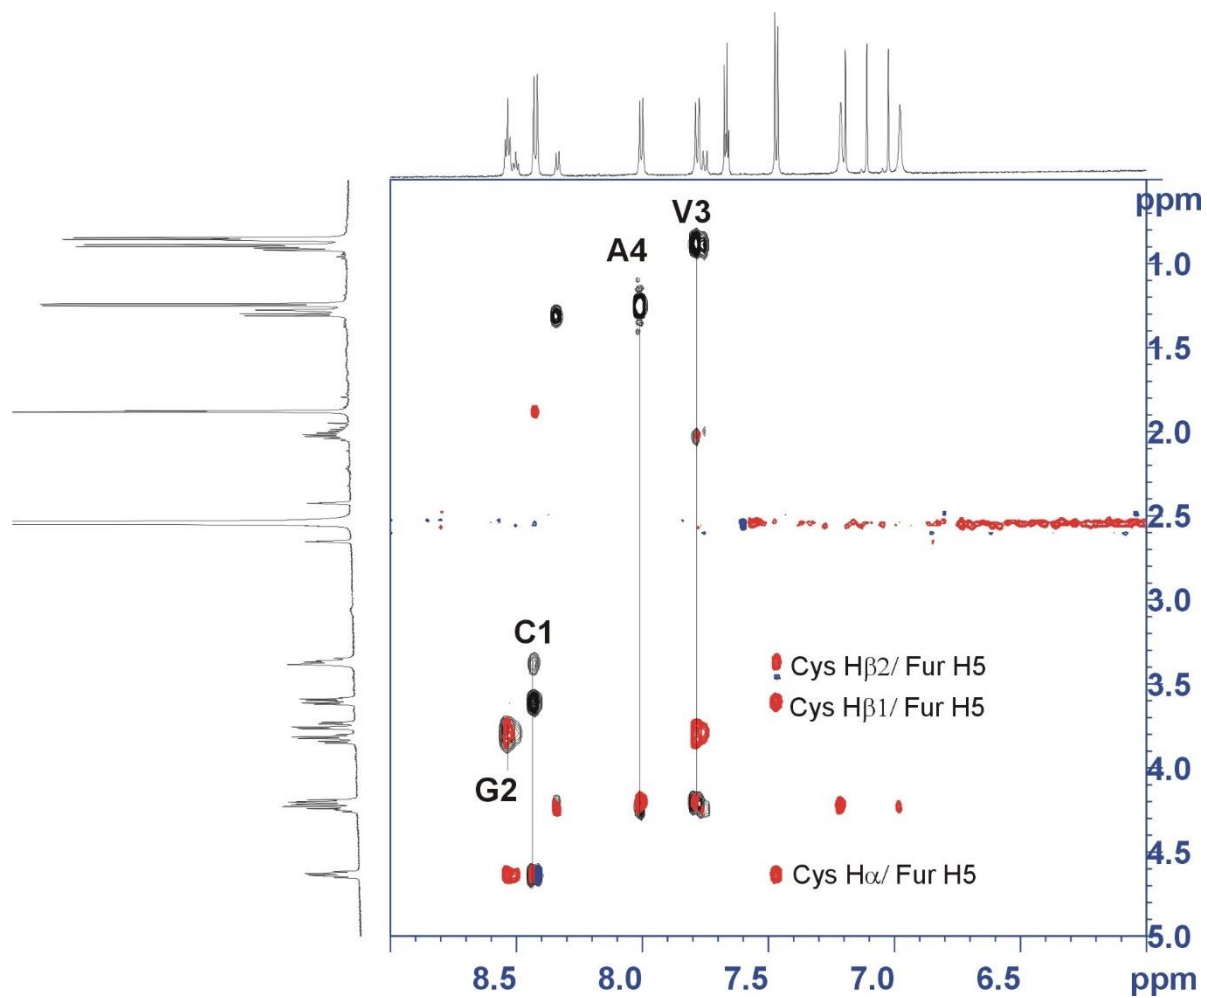 ppm
V3
1.0
A4
1.5
2.0
2.5
3.0
C1
Cys Hβ2/ Fur H5
3.5
Cys Hβ1/ Fur H5
G2
4.0
4.5
Cys Hα/ Fur H5
5.0
8.5 8.0 7.5 7.0 6.5 ppm